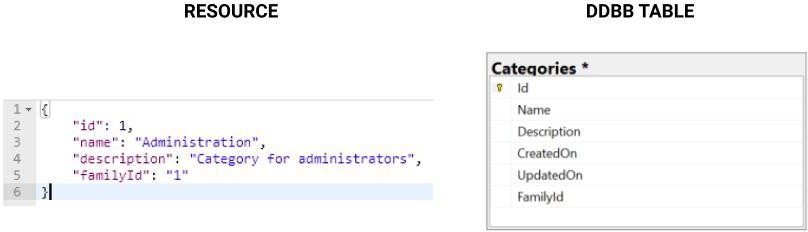 RESOURCE
DDBB TABLE
1 {
2 "id": 1,
3 "name": "Administration",
4 "description": "Category for administrators",
5 "familyId": "1"
6 }
Categories *
Id
Name
Description
CreatedOn
UpdatedOn
FamilyId